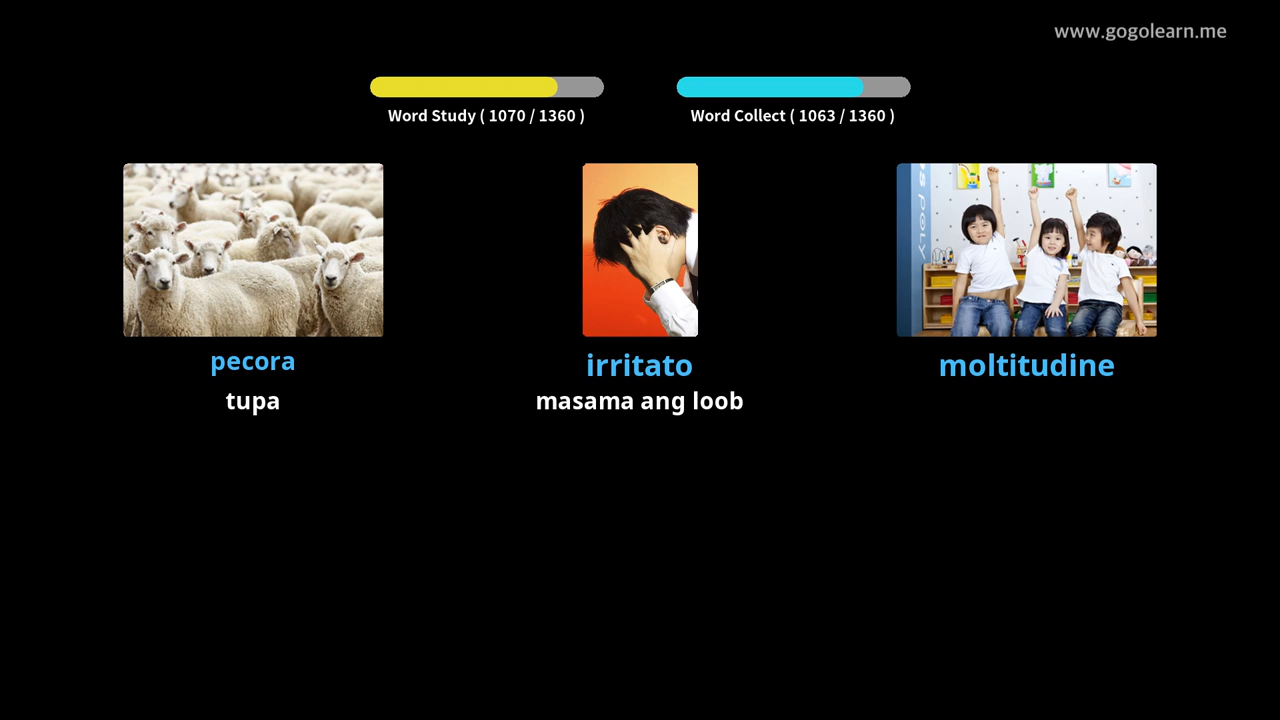 www.gogolearn.me
Word Study ( 1070 / 1360 )
Word Collect ( 1063 / 1360 )
pecora
irritato
moltitudine
tupa
masama ang loob